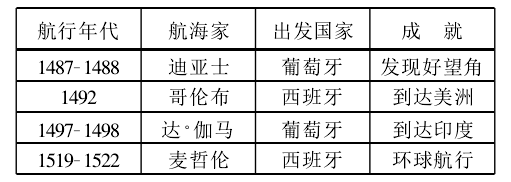 航行年代 航海家 出发国家 成 就
1487-1488 迪亚士 葡萄牙 发现好望角
1492 哥伦布 西班牙 到达美洲
1497-1498 达∘伽马 葡萄牙 到达印度
1519-1522 麦哲伦 西班牙 环球航行